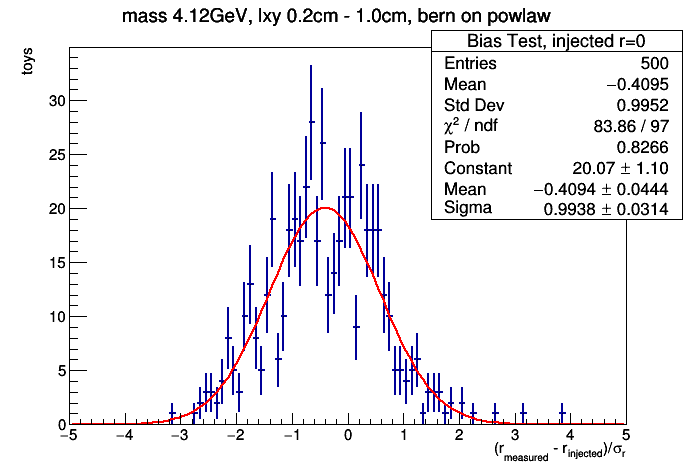 mass 4.12GeV, lxy 0.2cm - 1.0cm, bern on powlaw
toys
Bias Test, injected r=0
Entries 500
Mean −0.4095
Std Dev 0.9952
χ² / ndf 83.86 / 97
Prob 0.8266
Constant 20.07 ± 1.10
Mean −0.4094 ± 0.0444
Sigma 0.9938 ± 0.0314
30
25
20
15
10
5
0
−5 −4 −3 −2 −1 0 1 2 3 4 5
(r_measured - r_injected)/σ_r